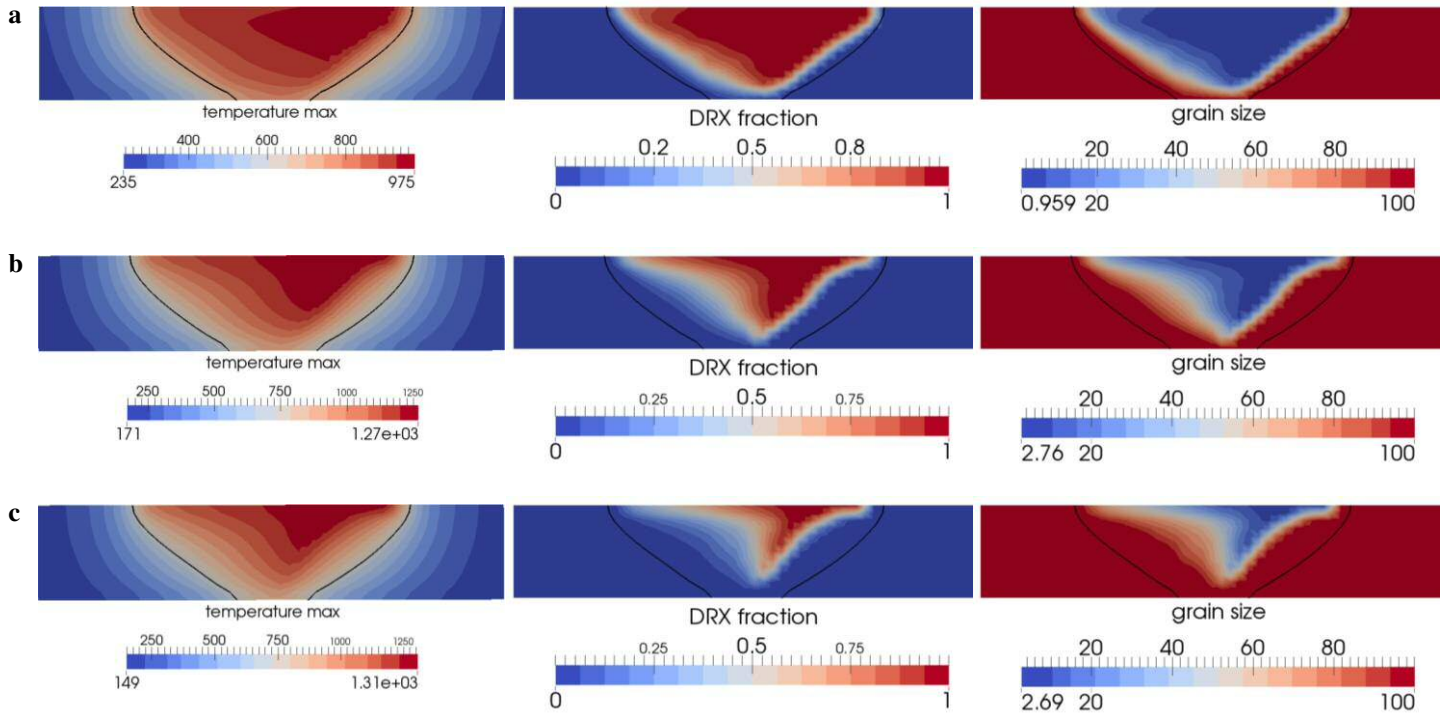 a
temperature max
400 600 800
235 975
DRX fraction
0.2 0.5 0.8
0 1
grain size
20 40 60 80
0.959 20 100
b
temperature max
250 500 750 1000 1250
171 1.27e+03
DRX fraction
0.25 0.5 0.75
0 1
grain size
20 40 60 80
2.76 20 100
c
temperature max
250 500 750 1000 1250
149 1.31e+03
DRX fraction
0.25 0.5 0.75
0 1
grain size
20 40 60 80
2.69 20 100